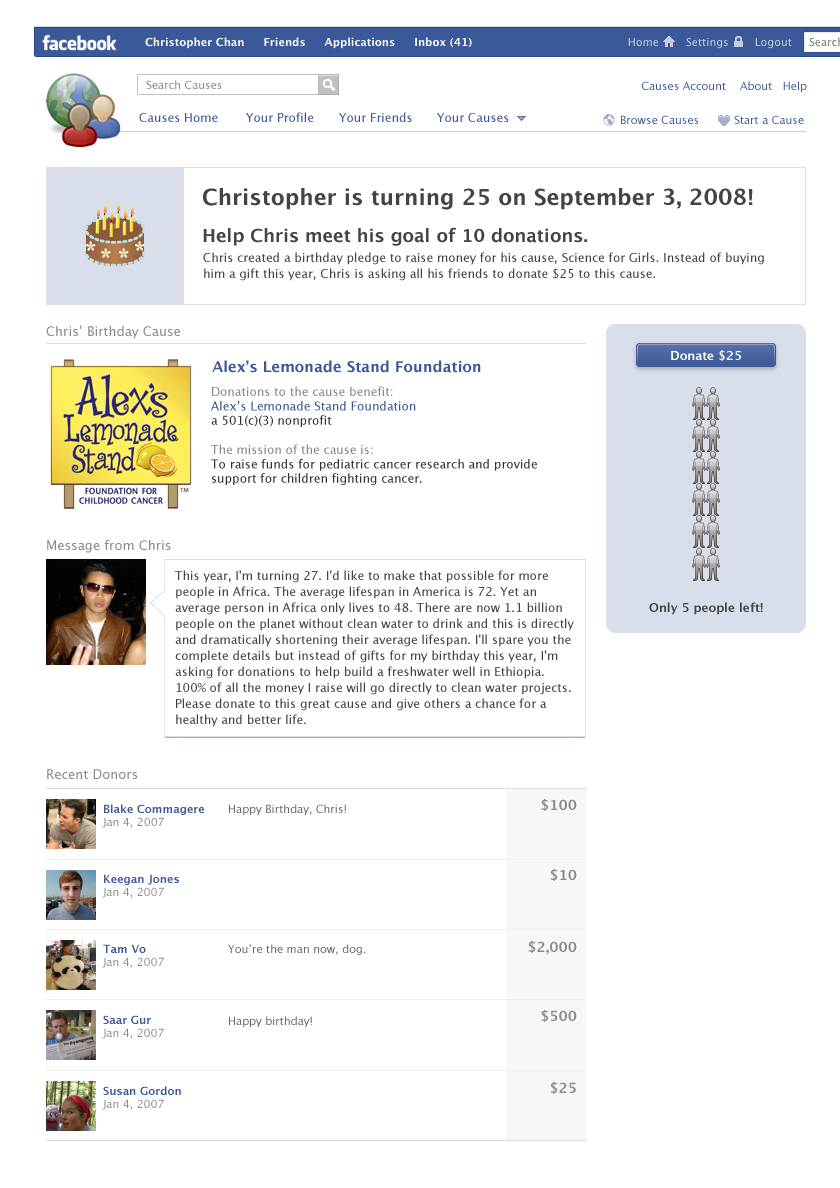 facebook Christopher Chan Friends Applications Inbox (41) Home Settings Logout Search
Search Causes
Causes Account About Help
Causes Home Your Profile Your Friends Your Causes
Browse Causes Start a Cause
Christopher is turning 25 on September 3, 2008!
Help Chris meet his goal of 10 donations.
Chris created a birthday pledge to raise money for his cause, Science for Girls. Instead of buying
him a gift this year, Chris is asking all his friends to donate $25 to this cause.
Chris’ Birthday Cause
Alex's
Lemonade
Stand
FOUNDATION FOR
CHILDHOOD CANCER
™
Alex’s Lemonade Stand Foundation
Donations to the cause benefit:
Alex’s Lemonade Stand Foundation
a 501(c)(3) nonprofit
The mission of the cause is:
To raise funds for pediatric cancer research and provide
support for children fighting cancer.
Donate $25
Only 5 people left!
Message from Chris
This year, I'm turning 27. I'd like to make that possible for more
people in Africa. The average lifespan in America is 72. Yet an
average person in Africa only lives to 48. There are now 1.1 billion
people on the planet without clean water to drink and this is directly
and dramatically shortening their average lifespan. I'll spare you the
complete details but instead of gifts for my birthday this year, I'm
asking for donations to help build a freshwater well in Ethiopia.
100% of all the money I raise will go directly to clean water projects.
Please donate to this great cause and give others a chance for a
healthy and better life.
Recent Donors
Blake Commagere Happy Birthday, Chris! $100
Jan 4, 2007
Keegan Jones $10
Jan 4, 2007
Tam Vo You’re the man now, dog. $2,000
Jan 4, 2007
Saar Gur Happy birthday! $500
Jan 4, 2007
Susan Gordon $25
Jan 4, 2007